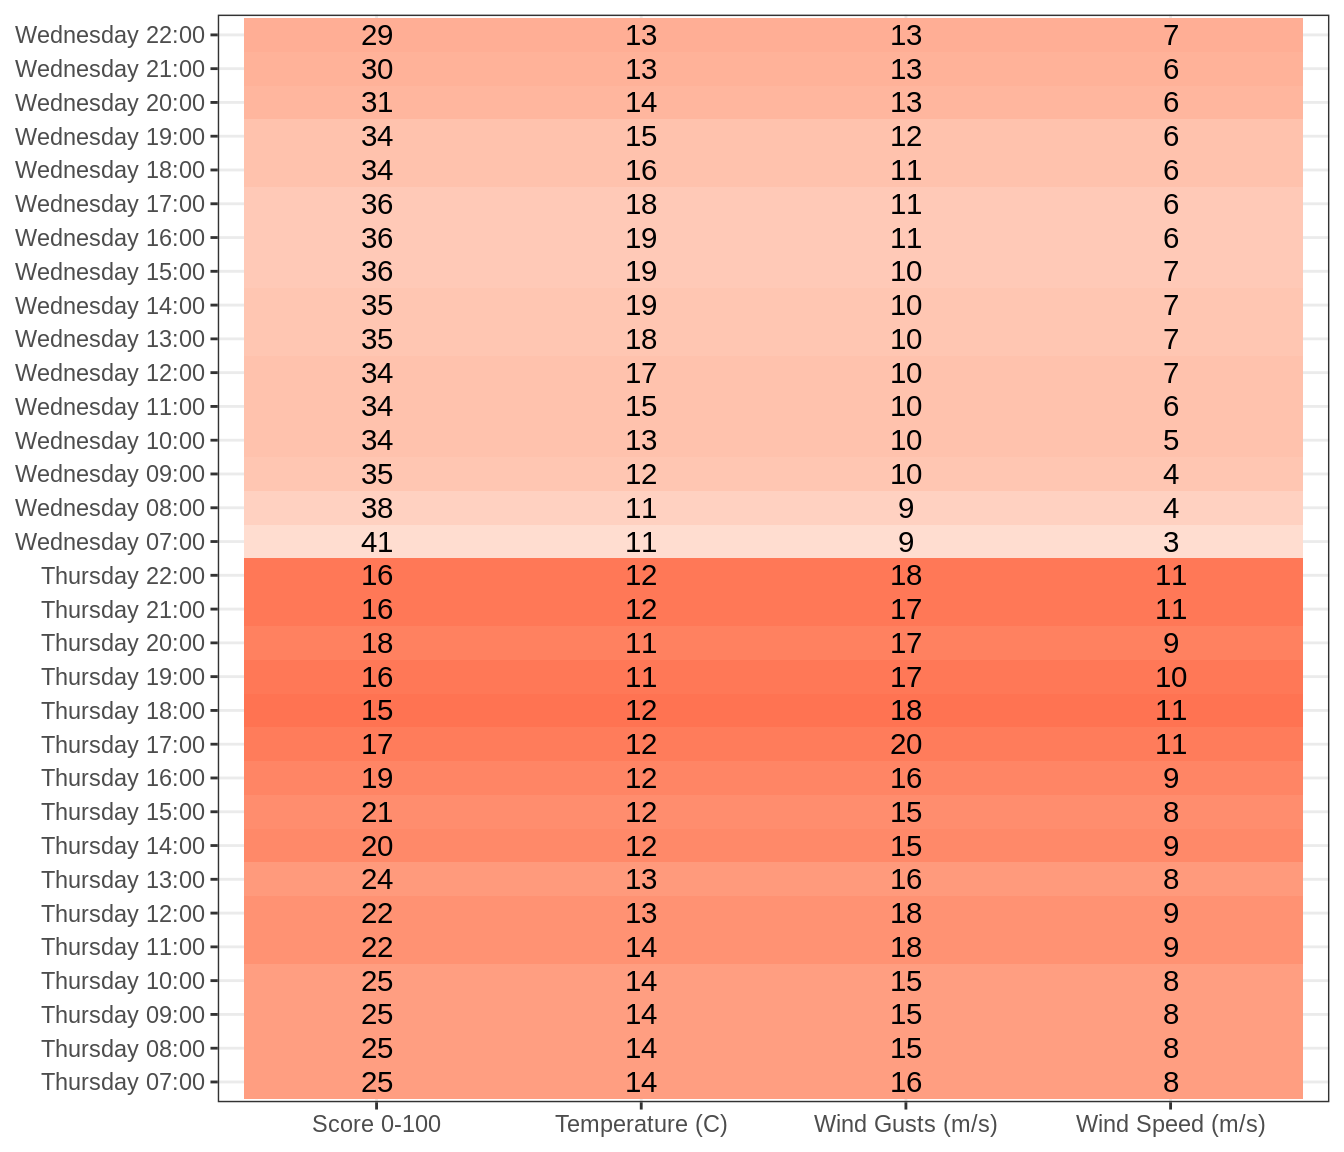 Wednesday 22:00 29 13 13 7
Wednesday 21:00 30 13 13 6
Wednesday 20:00 31 14 13 6
Wednesday 19:00 34 15 12 6
Wednesday 18:00 34 16 11 6
Wednesday 17:00 36 18 11 6
Wednesday 16:00 36 19 11 6
Wednesday 15:00 36 19 10 7
Wednesday 14:00 35 19 10 7
Wednesday 13:00 35 18 10 7
Wednesday 12:00 34 17 10 7
Wednesday 11:00 34 15 10 6
Wednesday 10:00 34 13 10 5
Wednesday 09:00 35 12 10 4
Wednesday 08:00 38 11 9 4
Wednesday 07:00 41 11 9 3
Thursday 22:00 16 12 18 11
Thursday 21:00 16 12 17 11
Thursday 20:00 18 11 17 9
Thursday 19:00 16 11 17 10
Thursday 18:00 15 12 18 11
Thursday 17:00 17 12 20 11
Thursday 16:00 19 12 16 9
Thursday 15:00 21 12 15 8
Thursday 14:00 20 12 15 9
Thursday 13:00 24 13 16 8
Thursday 12:00 22 13 18 9
Thursday 11:00 22 14 18 9
Thursday 10:00 25 14 15 8
Thursday 09:00 25 14 15 8
Thursday 08:00 25 14 15 8
Thursday 07:00 25 14 16 8
Score 0-100 Temperature (C) Wind Gusts (m/s) Wind Speed (m/s)